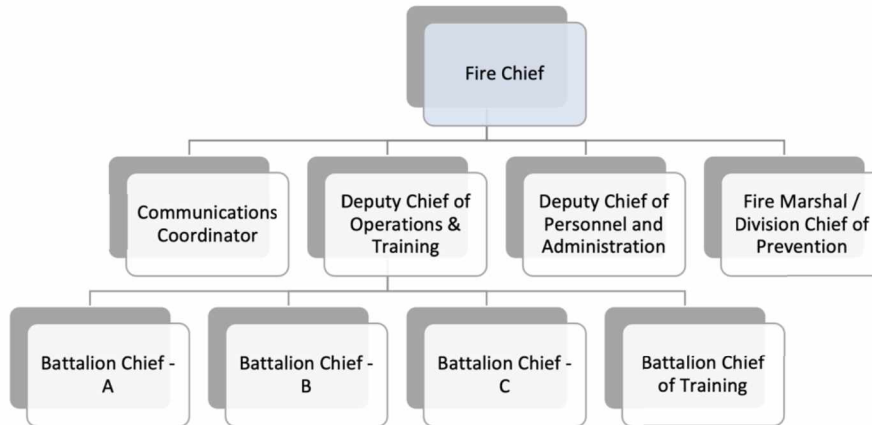 Fire Chief
Communications
Coordinator
Deputy Chief of
Operations &
Training
Deputy Chief of
Personnel and
Administration
Fire Marshal /
Division Chief of
Prevention
Battalion Chief -
A
Battalion Chief -
B
Battalion Chief -
C
Battalion Chief
of Training